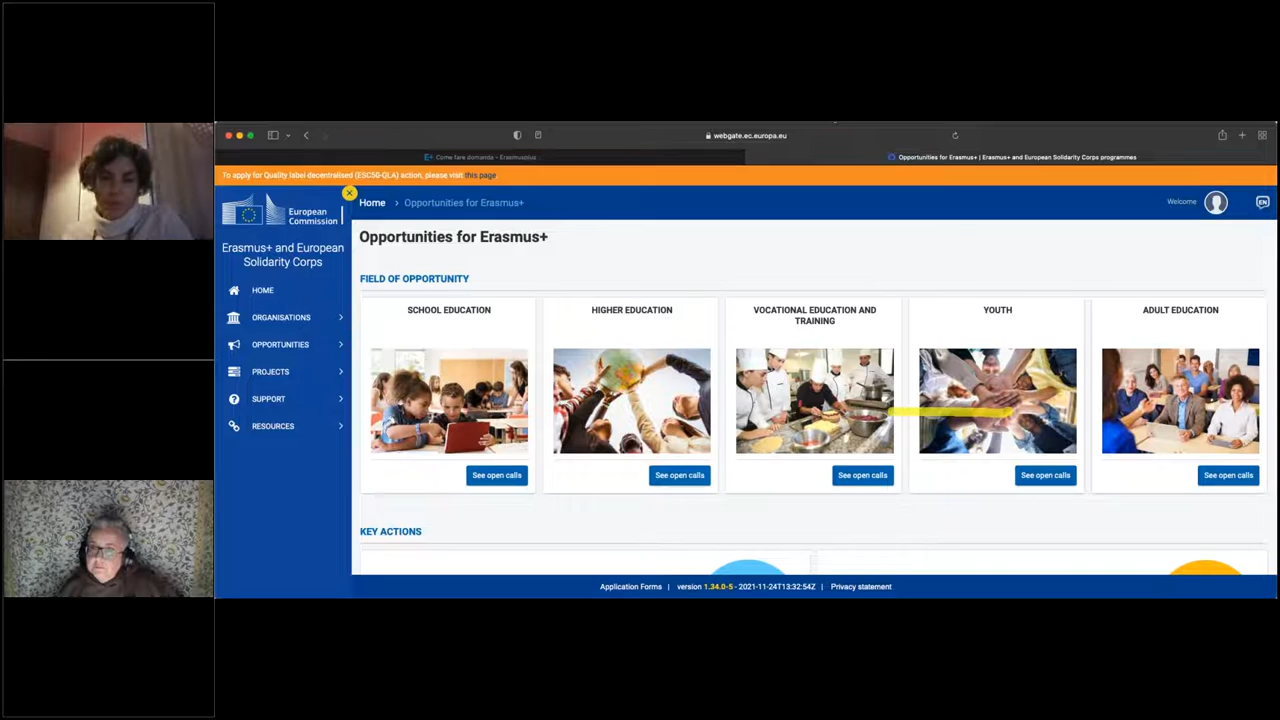 webgate.ec.europa.eu
Come fare domanda - Erasmusplus
Opportunities for Erasmus+ | Erasmus+ and European Solidarity Corps programmes
To apply for Quality label decentralised (ESC50-QLA) action, please visit this page
European
Commission
Home > Opportunities for Erasmus+
Welcome
EN
Erasmus+ and European
Solidarity Corps
HOME
ORGANISATIONS
OPPORTUNITIES
PROJECTS
SUPPORT
RESOURCES
Opportunities for Erasmus+
FIELD OF OPPORTUNITY
SCHOOL EDUCATION
See open calls
HIGHER EDUCATION
See open calls
VOCATIONAL EDUCATION AND
TRAINING
See open calls
YOUTH
See open calls
ADULT EDUCATION
See open calls
KEY ACTIONS
Application Forms | version 1.34.0-5 - 2021-11-24T13:32:54Z | Privacy statement